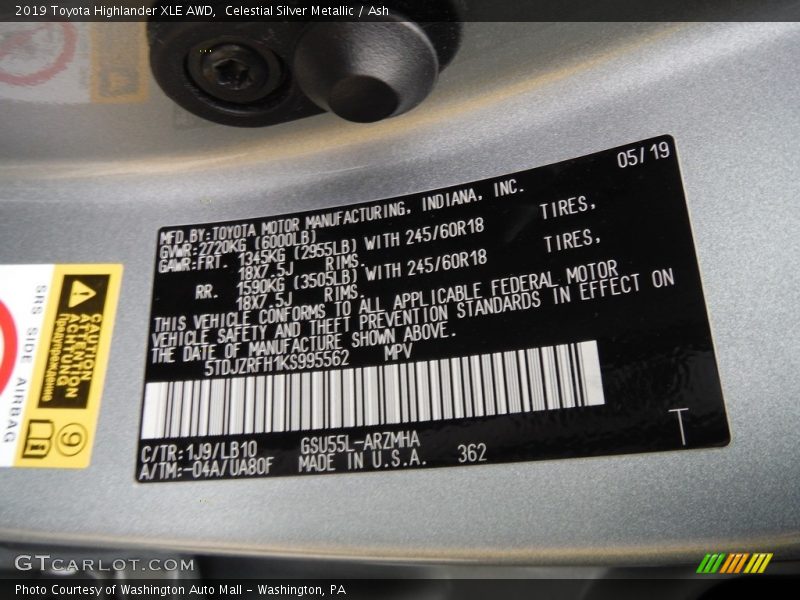 2019 Toyota Highlander XLE AWD,  Celestial Silver Metallic / Ash
05/19
MFD.BY:TOYOTA MOTOR MANUFACTURING, INDIANA, INC.
GVWR:2720KG (6000LB)
GAWR:FRT. 1345KG (2955LB) WITH 245/60R18 TIRES,
18X7.5J RIMS.
RR. 1590KG (3505LB) WITH 245/60R18 TIRES,
18X7.5J RIMS.
THIS VEHICLE CONFORMS TO ALL APPLICABLE FEDERAL MOTOR
VEHICLE SAFETY AND THEFT PREVENTION STANDARDS IN EFFECT ON
THE DATE OF MANUFACTURE SHOWN ABOVE.
5TDJZRFH1KS995562 MPV
C/TR:1J9/LB10 GSU55L-ARZMHA
A/TM:-04A/UA80F MADE IN U.S.A. 362
T
SRS SIDE AIRBAG
CAUTION
ATTENTION
ACHTUNG
Предупреждение
9
GTCARLOT.COM
Photo Courtesy of Washington Auto Mall - Washington, PA